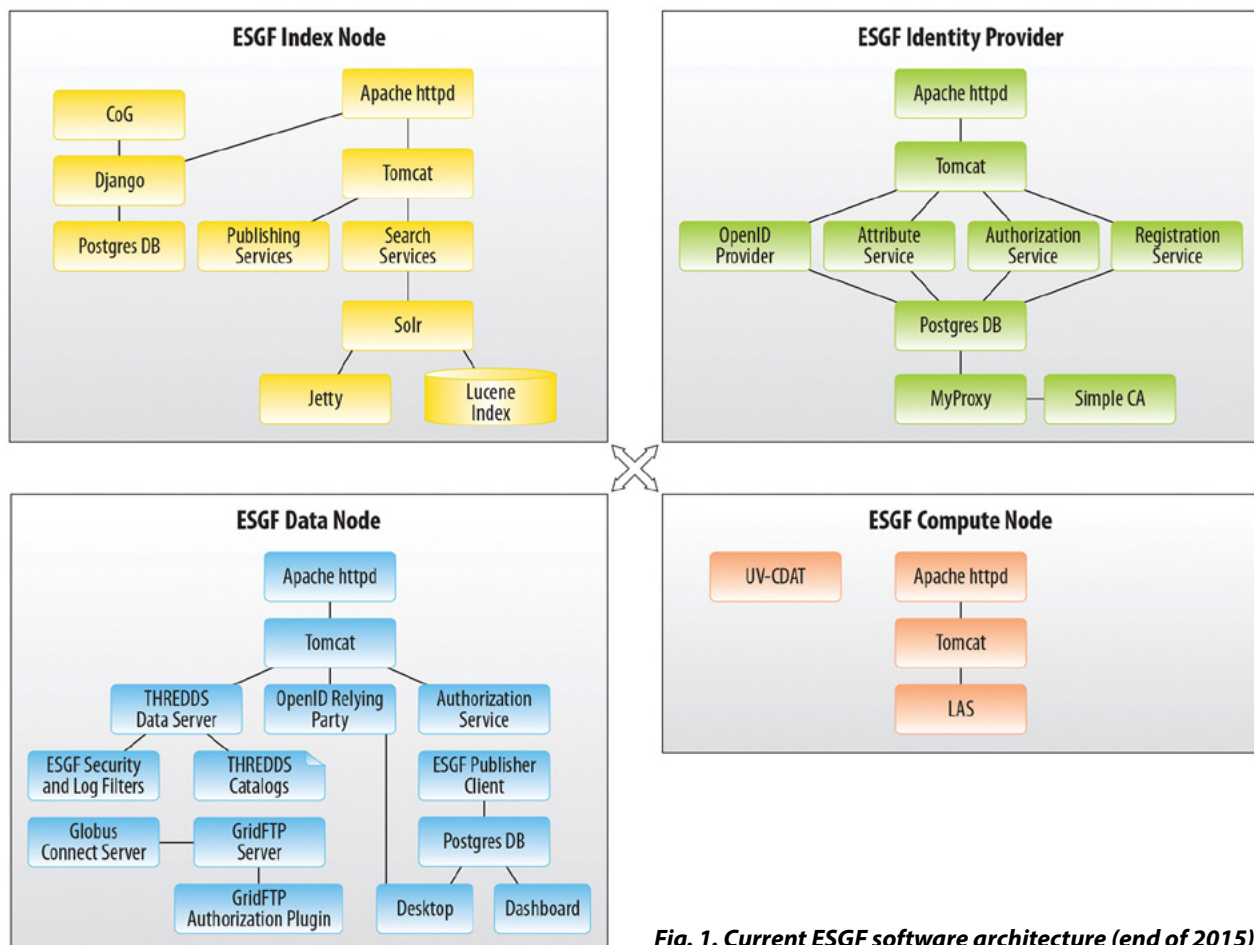 ESGF Index Node
Apache httpd
CoG
Django
Tomcat
Postgres DB
Publishing
Services
Search
Services
Solr
Jetty
Lucene
Index
ESGF Identity Provider
Apache httpd
Tomcat
OpenID
Provider
Attribute
Service
Authorization
Service
Registration
Service
Postgres DB
MyProxy
Simple CA
ESGF Data Node
Apache httpd
Tomcat
THREDDS
Data Server
OpenID Relying
Party
Authorization
Service
ESGF Security
and Log Filters
THREDDS
Catalogs
ESGF Publisher
Client
Globus
Connect Server
GridFTP
Server
Postgres DB
GridFTP
Authorization Plugin
Desktop
Dashboard
ESGF Compute Node
UV-CDAT
Apache httpd
Tomcat
LAS
Fig. 1. Current ESGF software architecture (end of 2015)